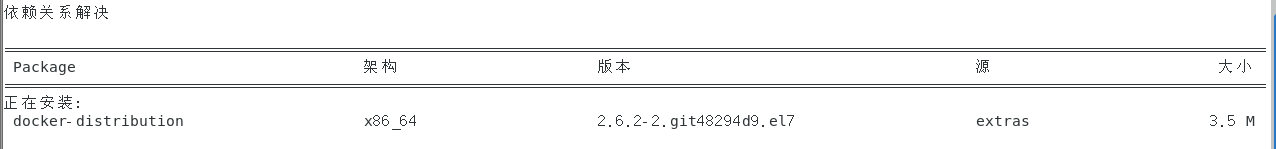 依赖关系解决
Package 架构 版本 源 大小
正在安装:
docker-distribution x86_64 2.6.2-2.git48294d9.el7 extras 3.5 M